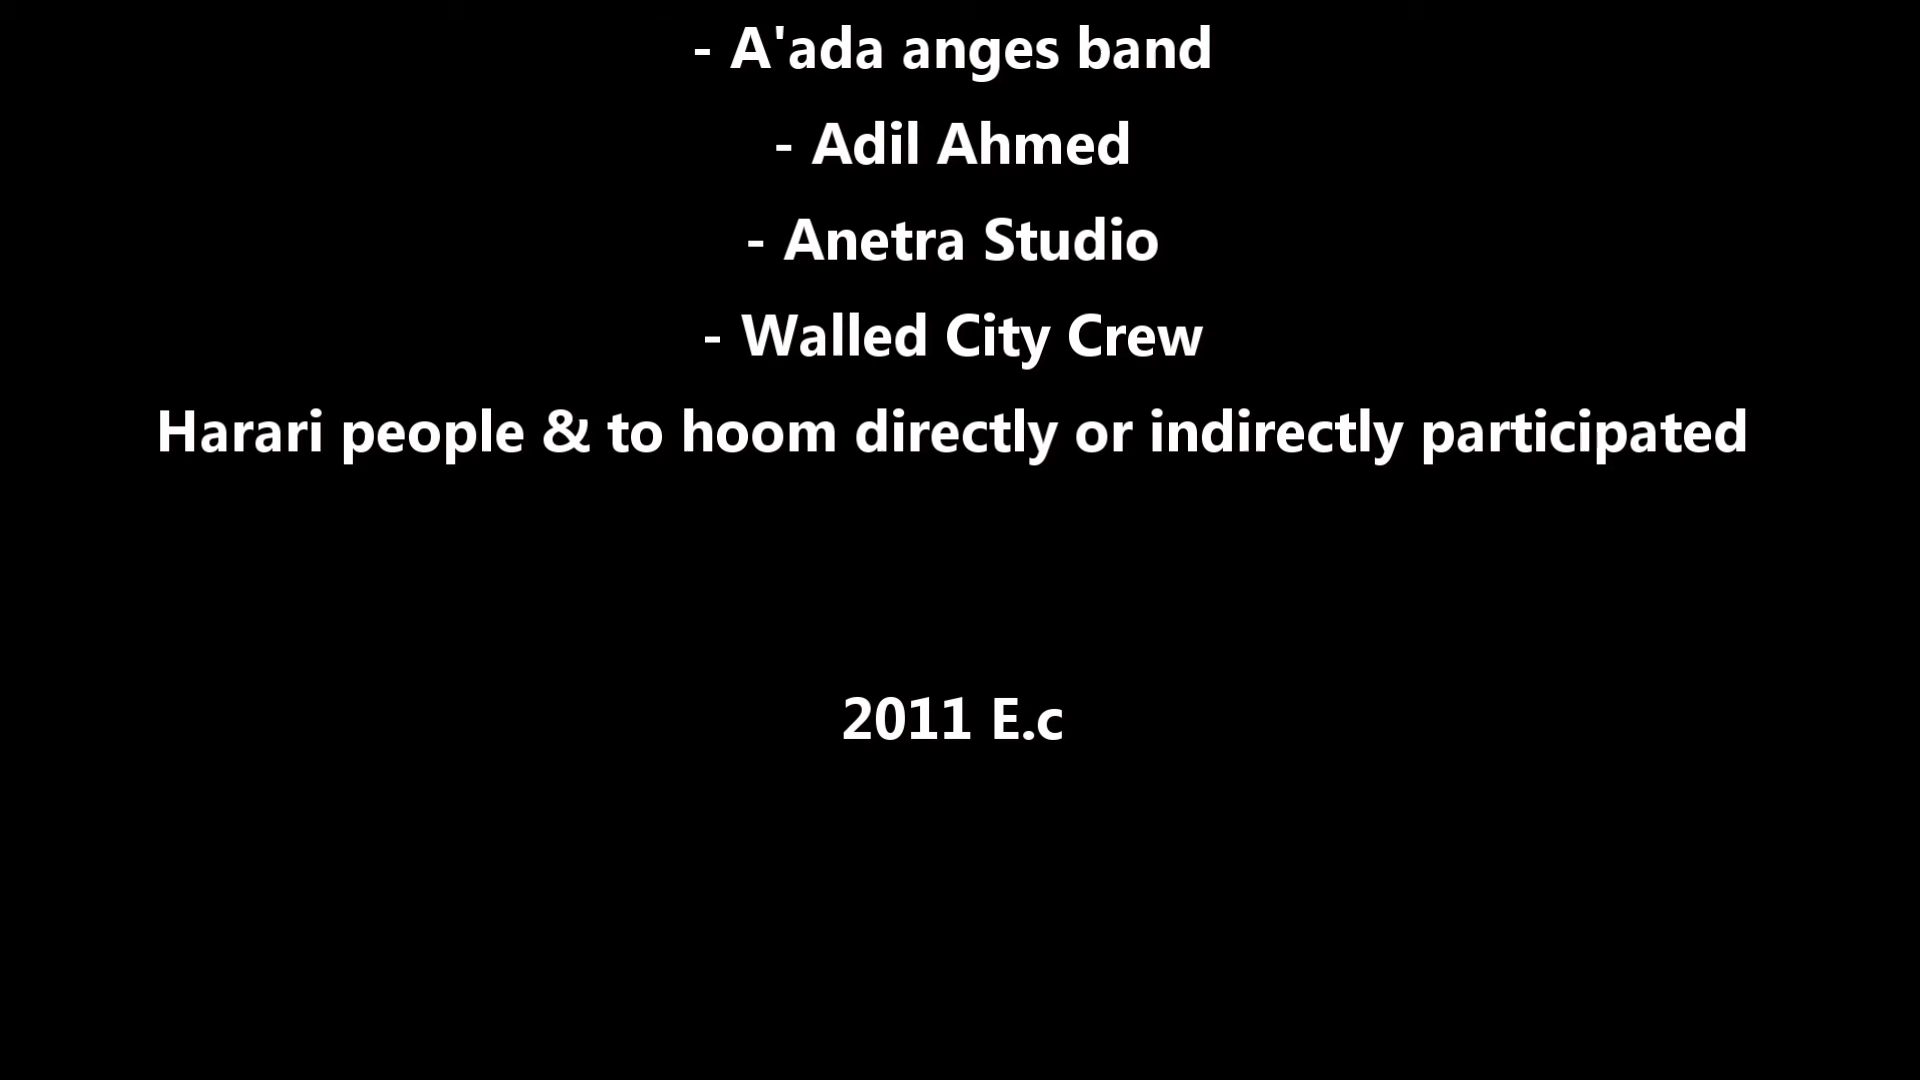 - A'ada anges band
- Adil Ahmed
- Anetra Studio
- Walled City Crew
Harari people & to hoom directly or indirectly participated
2011 E.c